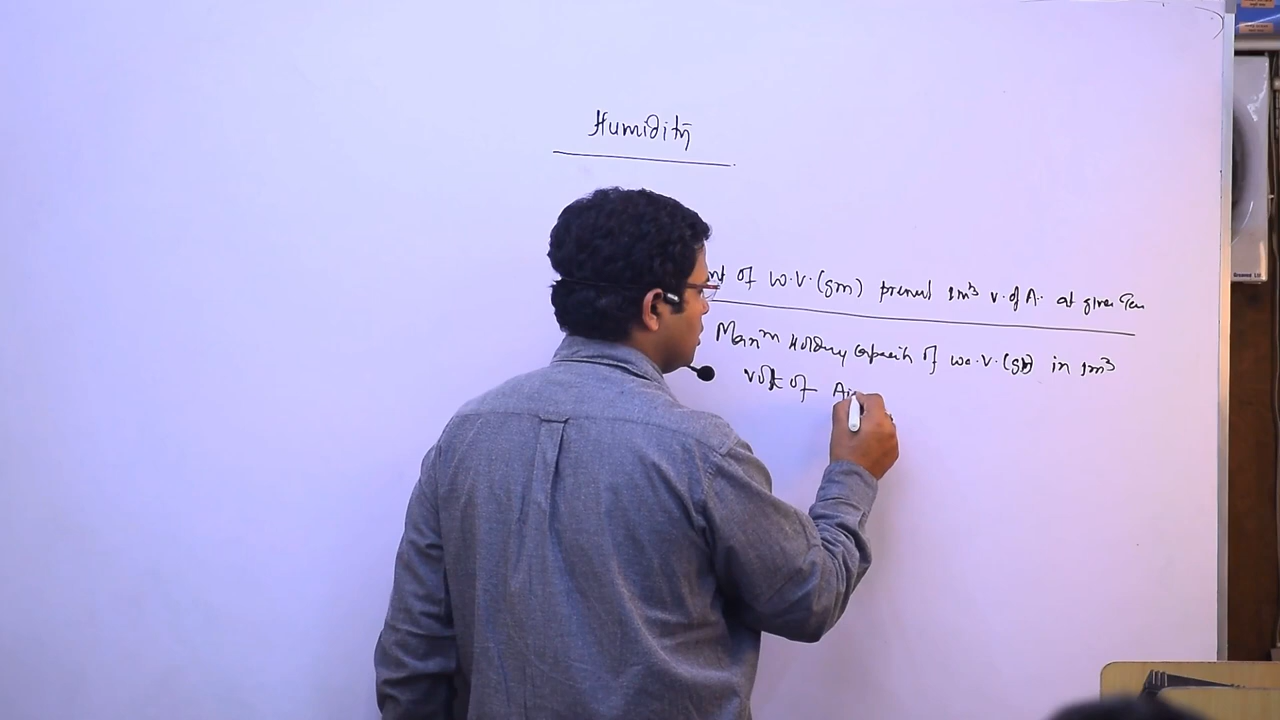 Humidity
nt of W.V. (gm) present 1m³ v. of A. at given Tem
Maxm Holding capacity of wa.V. (gm) in 1m³
Vol of Air